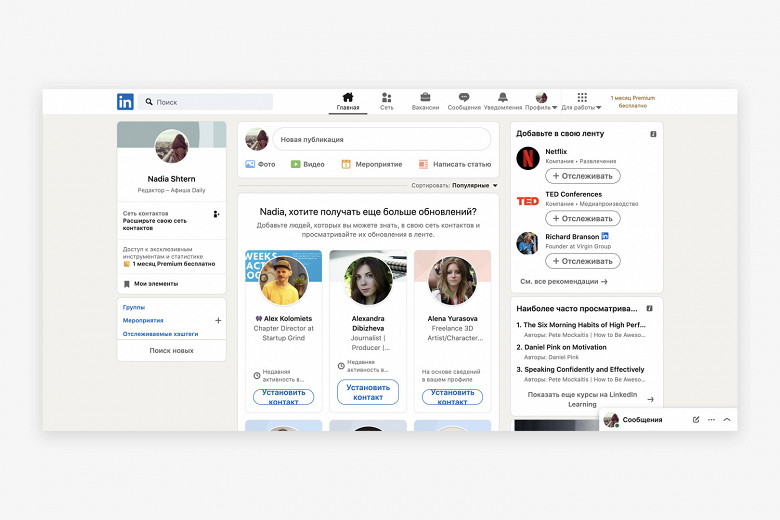 in
Поиск
Главная
Сеть
Вакансии
Сообщения
Уведомления
Профиль
Для работы
1 месяц Premium
бесплатно
Nadia Shtern
Редактор – Афиша Daily
Сеть контактов
Расширьте свою сеть
контактов
Доступ к эксклюзивным
инструментам и статистике
1 месяц Premium бесплатно
Мои элементы
Группы
Мероприятия
Отслеживаемые хэштеги
Поиск новых
Новая публикация
Фото
Видео
Мероприятие
Написать статью
Сортировать: Популярные
Nadia, хотите получать еще больше обновлений?
Добавьте людей, которых вы можете знать, в свою сеть контактов и
просматривайте их обновления в ленте.
WEEKS
Alex Kolomiets
Chapter Director at
Startup Grind
Недавняя
активность в...
Установить
контакт
Alexandra
Dibizheva
Journalist |
Producer |...
Недавняя
активность в...
Установить
контакт
Alena Yurasova
Freelance 3D
Artist/Character...
На основе сведений
в вашем профиле
Установить
контакт
Добавьте в свою ленту
N
Netflix
Компания • Развлечения
+ Отслеживать
TED
TED Conferences
Компания • Медиапроизводство
+ Отслеживать
Richard Branson in
Founder at Virgin Group
+ Отслеживать
См. все рекомендации →
Наиболее часто просматрива...
1. The Six Morning Habits of High Perf...
Авторы: Pete Mockaitis | How to Be Aweso...
2. Daniel Pink on Motivation
Авторы: Daniel Pink
3. Speaking Confidently and Effectively
Авторы: Pete Mockaitis | How to Be Aweso...
Показать еще курсы на LinkedIn
Learning →
Сообщения